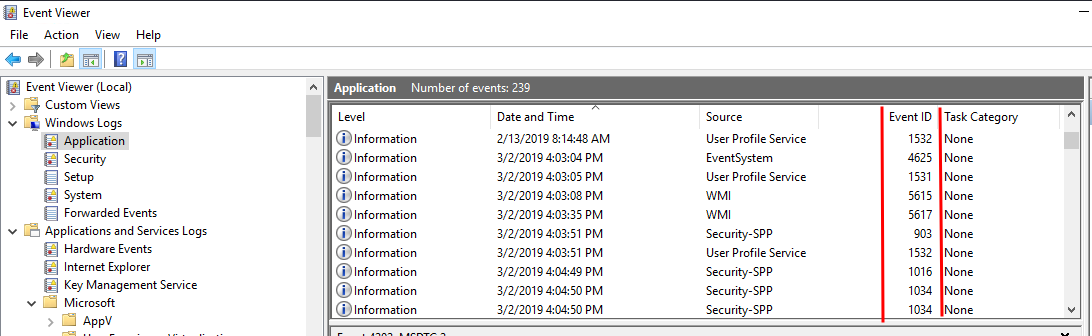 Event Viewer
File Action View Help
Event Viewer (Local)
Custom Views
Windows Logs
Application
Security
Setup
System
Forwarded Events
Applications and Services Logs
Hardware Events
Internet Explorer
Key Management Service
Microsoft
AppV
Application Number of events: 239
Level Date and Time Source Event ID Task Category
Information 2/13/2019 8:14:48 AM User Profile Service 1532 None
Information 3/2/2019 4:03:04 PM EventSystem 4625 None
Information 3/2/2019 4:03:05 PM User Profile Service 1531 None
Information 3/2/2019 4:03:08 PM WMI 5615 None
Information 3/2/2019 4:03:35 PM WMI 5617 None
Information 3/2/2019 4:03:51 PM Security-SPP 903 None
Information 3/2/2019 4:03:51 PM User Profile Service 1532 None
Information 3/2/2019 4:04:49 PM Security-SPP 1016 None
Information 3/2/2019 4:04:50 PM Security-SPP 1034 None
Information 3/2/2019 4:04:50 PM Security-SPP 1034 None